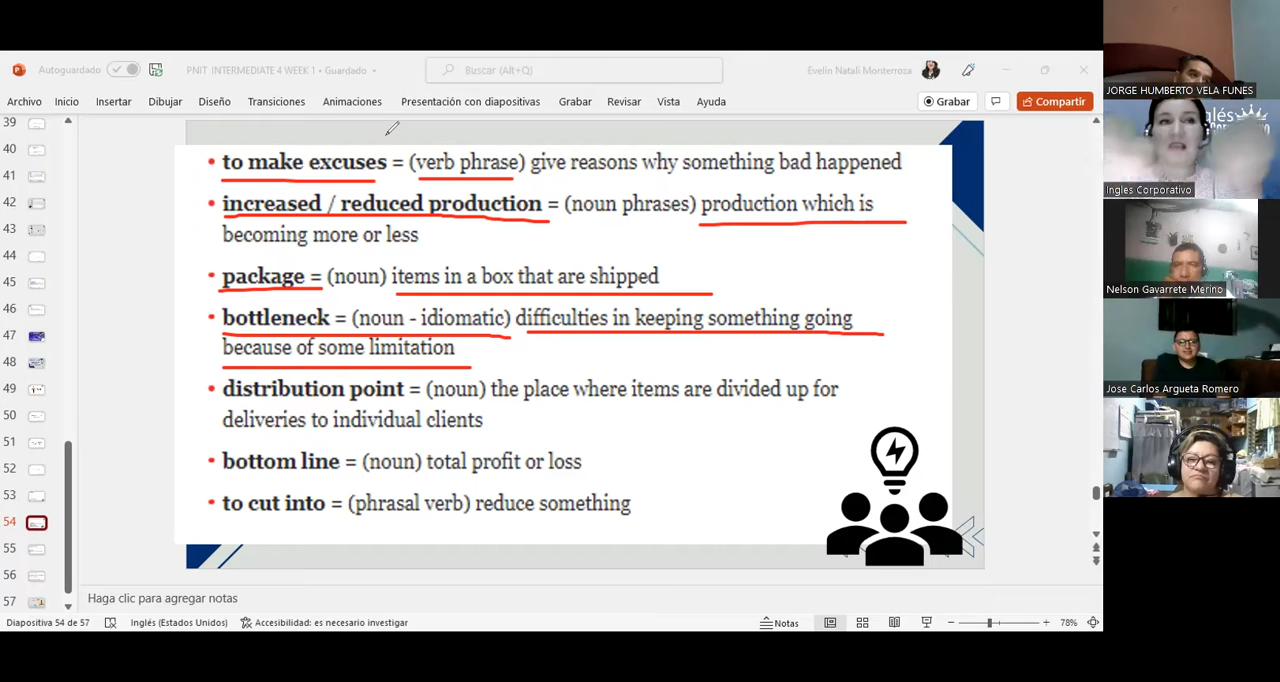 Autoguardado
PNIT INTERMEDIATE 4 WEEK 1 • Guardado
Buscar (Alt+Q)
Evelin Natali Monterroza
Archivo Inicio Insertar Dibujar Diseño Transiciones Animaciones Presentación con diapositivas Grabar Revisar Vista Ayuda
Grabar
Compartir
39
40
41
42
43
44
45
46
47
48
49
50
51
52
53
54
55
56
57
• to make excuses = (verb phrase) give reasons why something bad happened
• increased / reduced production = (noun phrases) production which is
becoming more or less
• package = (noun) items in a box that are shipped
• bottleneck = (noun - idiomatic) difficulties in keeping something going
because of some limitation
• distribution point = (noun) the place where items are divided up for
deliveries to individual clients
• bottom line = (noun) total profit or loss
• to cut into = (phrasal verb) reduce something
Haga clic para agregar notas
Diapositiva 54 de 57 Inglés (Estados Unidos) Accesibilidad: es necesario investigar Notas 78%
JORGE HUMBERTO VELA FUNES
Ingles Corporativo
Nelson Gavarrete Merino
Jose Carlos Argueta Romero